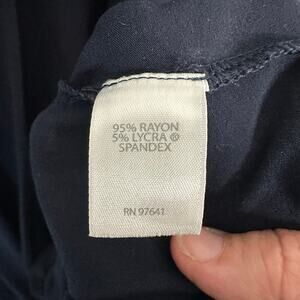 95% RAYON
5% LYCRA ®
SPANDEX
RN 97641